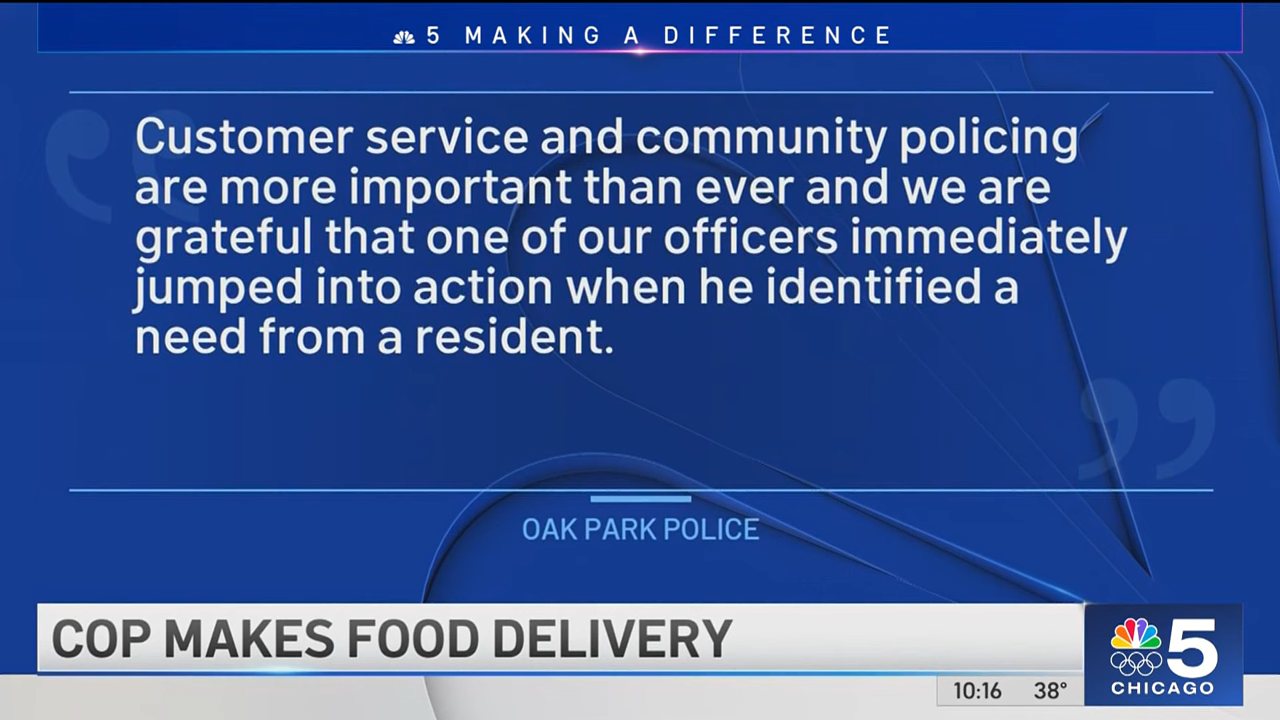 5 MAKING A DIFFERENCE
Customer service and community policing
are more important than ever and we are
grateful that one of our officers immediately
jumped into action when he identified a
need from a resident.
OAK PARK POLICE
COP MAKES FOOD DELIVERY
5
CHICAGO
10:16 38°